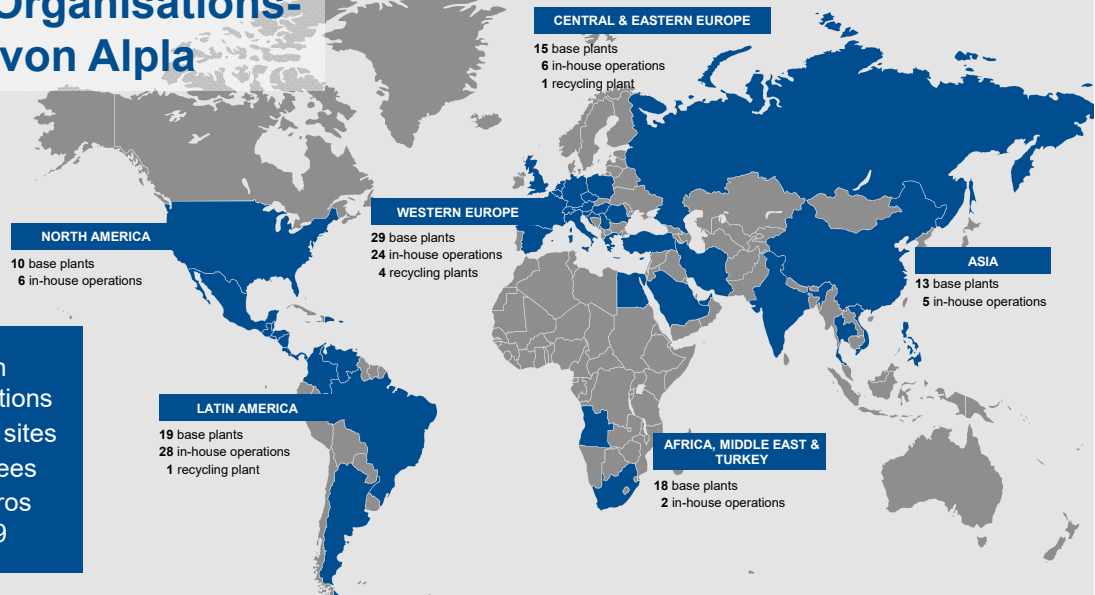 Organisations-
von Alpla
CENTRAL & EASTERN EUROPE
15 base plants
6 in-house operations
1 recycling plant
WESTERN EUROPE
29 base plants
24 in-house operations
4 recycling plants
NORTH AMERICA
10 base plants
6 in-house operations
ASIA
13 base plants
5 in-house operations
sites
LATIN AMERICA
19 base plants
28 in-house operations
1 recycling plant
AFRICA, MIDDLE EAST &
TURKEY
18 base plants
2 in-house operations